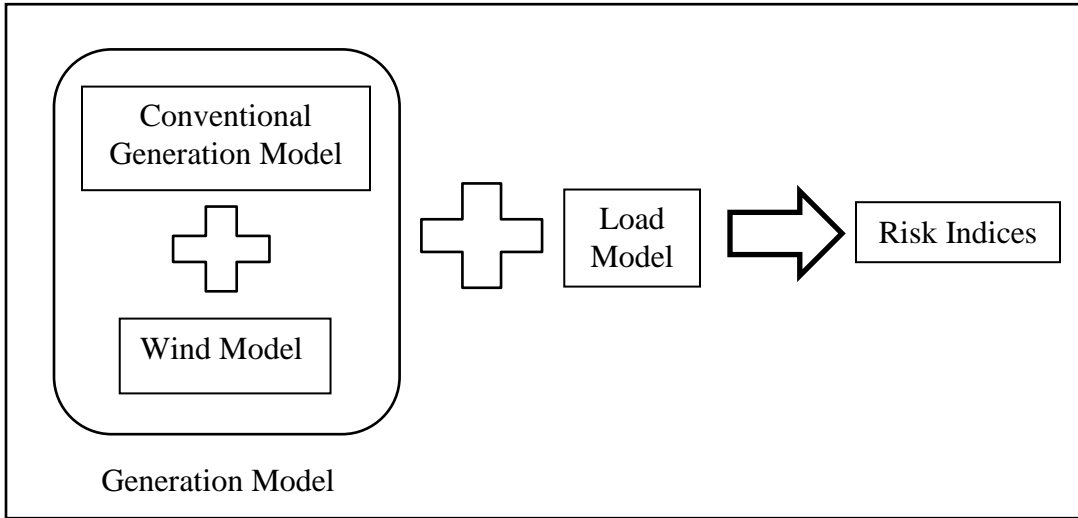 Conventional
Generation Model
Wind Model
Generation Model
Load
Model
Risk Indices